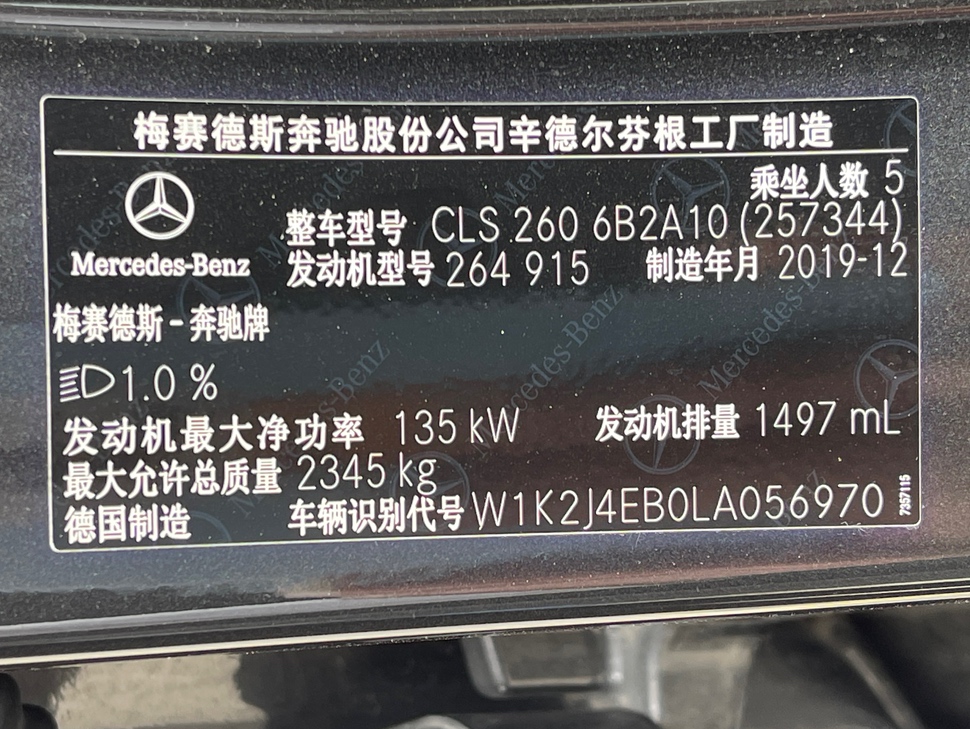 梅赛德斯奔驰股份公司辛德尔芬根工厂制造
乘坐人数 5
整车型号 CLS 260 6B2A10 (257344)
Mercedes-Benz 发动机型号 264 915 制造年月 2019-12
梅赛德斯－奔驰牌
1.0 %
发动机最大净功率 135 kW 发动机排量 1497 mL
最大允许总质量 2345 kg
德国制造 车辆识别代号 W1K2J4EB0LA056970
7357115